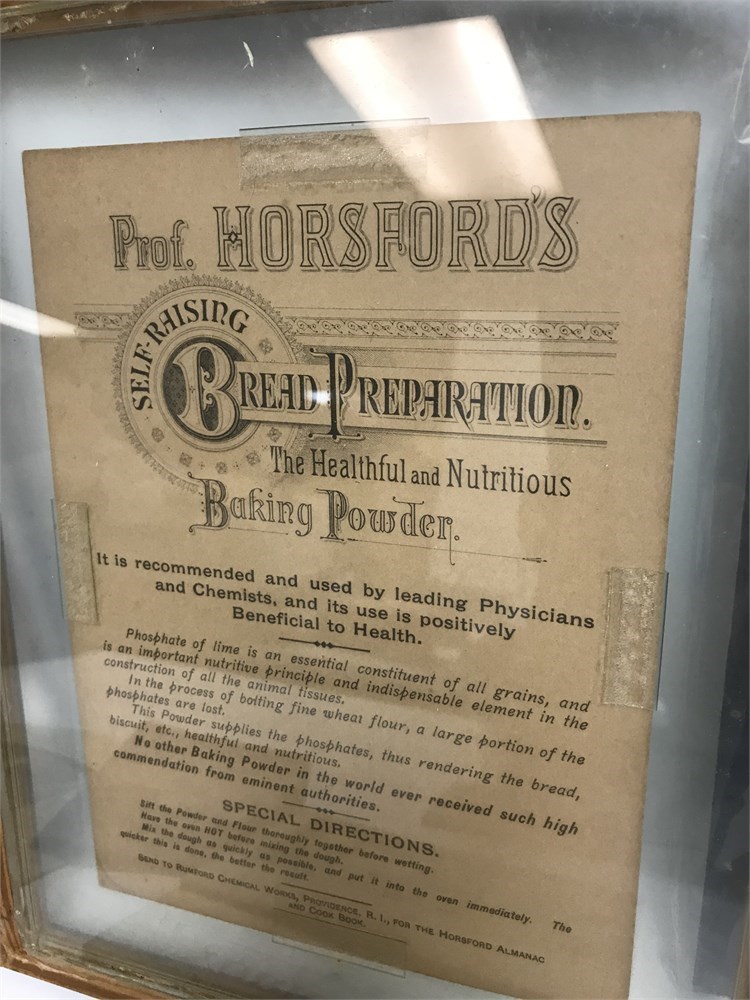 Prof. HORSFORD'S
SELF-RAISING
BREAD PREPARATION.
The Healthful and Nutritious
Baking Powder.
It is recommended and used by leading Physicians
and Chemists, and its use is positively
Beneficial to Health.
Phosphate of lime is an essential constituent of all grains, and
is an important nutritive principle and indispensable element in the
construction of all the animal tissues.
In the process of bolting fine wheat flour, a large portion of the
phosphates are lost.
This Powder supplies the phosphates, thus rendering the bread,
biscuit, etc., healthful and nutritious.
No other Baking Powder in the world ever received such high
commendation from eminent authorities.
SPECIAL DIRECTIONS.
Sift the Powder and Flour thoroughly together before wetting.
Have the oven HOT before mixing the dough.
Mix the dough as quickly as possible, and put it into the oven immediately. The
quicker this is done, the better the result.
SEND TO RUMFORD CHEMICAL WORKS, PROVIDENCE, R. I., FOR THE HORSFORD ALMANAC
AND COOK BOOK.